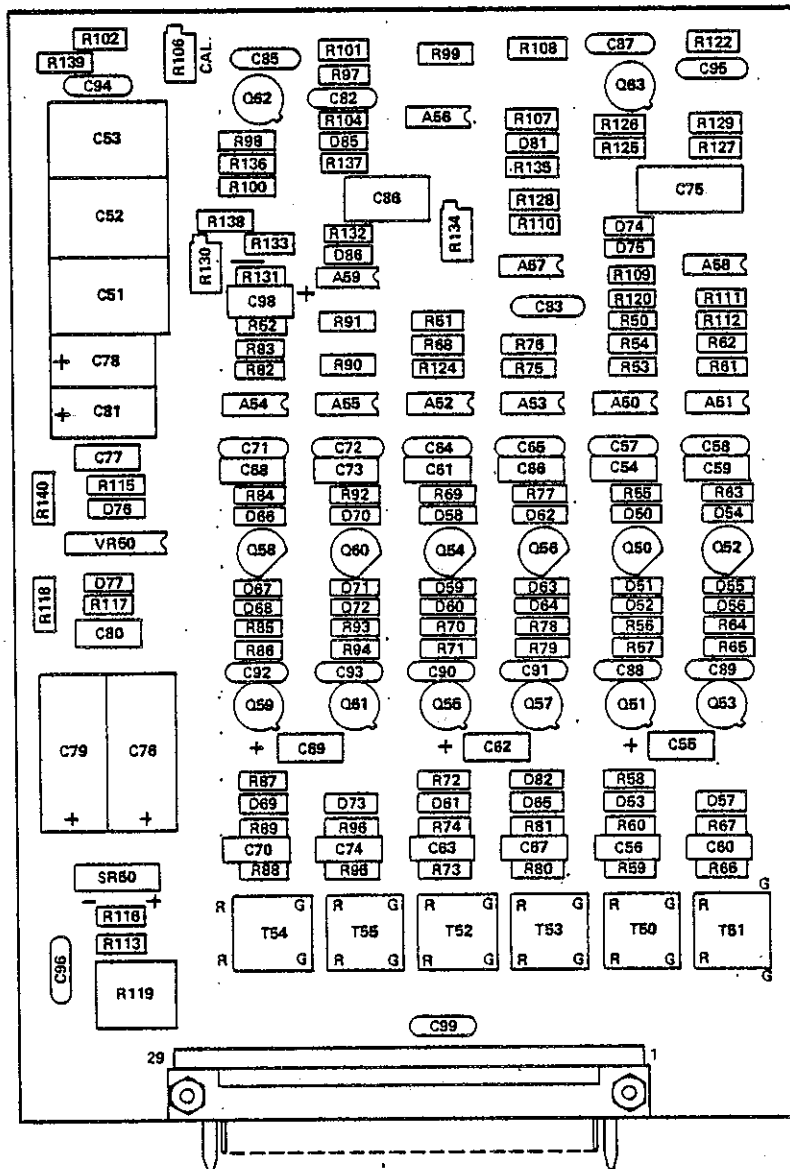 R102 R106 CAL. R101 R99 R108 C87 R122
R139 C85 R97 C95
C94 Q62 C82 Q63
C53 R104 A56 R107 R126 R129
R98 D85 D81 R125 R127
R136 R137 R135
R100 C86 R128 C75
C52 R138 R134 R110 D74
R133 R132 D75
R130 D86 A57 A58
R131 A59 R109
C51 C98 + C83 R120 R111
R91 R61 R50 R112
R83 R68 R76 R54 R62
+ C78 R82 R90 R124 R75 R53
+ C81 A54 A55 A52 A53 A50 A51
C77 C71 C72 C64 C65 C57 C58
C68 C73 C61 C66 C54 C59
R140 R115 R84 R92 R69 R77 R55 R63
D76 D66 D70 D58 D62 D50 D54
VR50 Q58 Q60 Q54 Q56 Q50 Q52
R118 D77 D67 D71 D59 D63 D51 D55
R117 D68 D72 D60 D64 D52 D56
C80 R85 R93 R70 R78 R56 R64
R86 R94 R71 R79 R57 R65
C92 C93 C90 C91 C88 C89
Q59 Q61 Q55 Q57 Q51 Q53
C79 C76 + C69 + C62 + C55
R87 R72 D82 R58
D69 D73 D61 D65 D53 D57
+ + R89 R96 R74 R81 R60 R67
C70 C74 C63 C67 C56 C60
SR50 R88 R73 R80 R59 R66
- + G
R116 R G R G R G R G R G R
R113 T54 T55 T52 T53 T50 T51
C96 R G R G R G R G R G R G
R119
C99
29 1